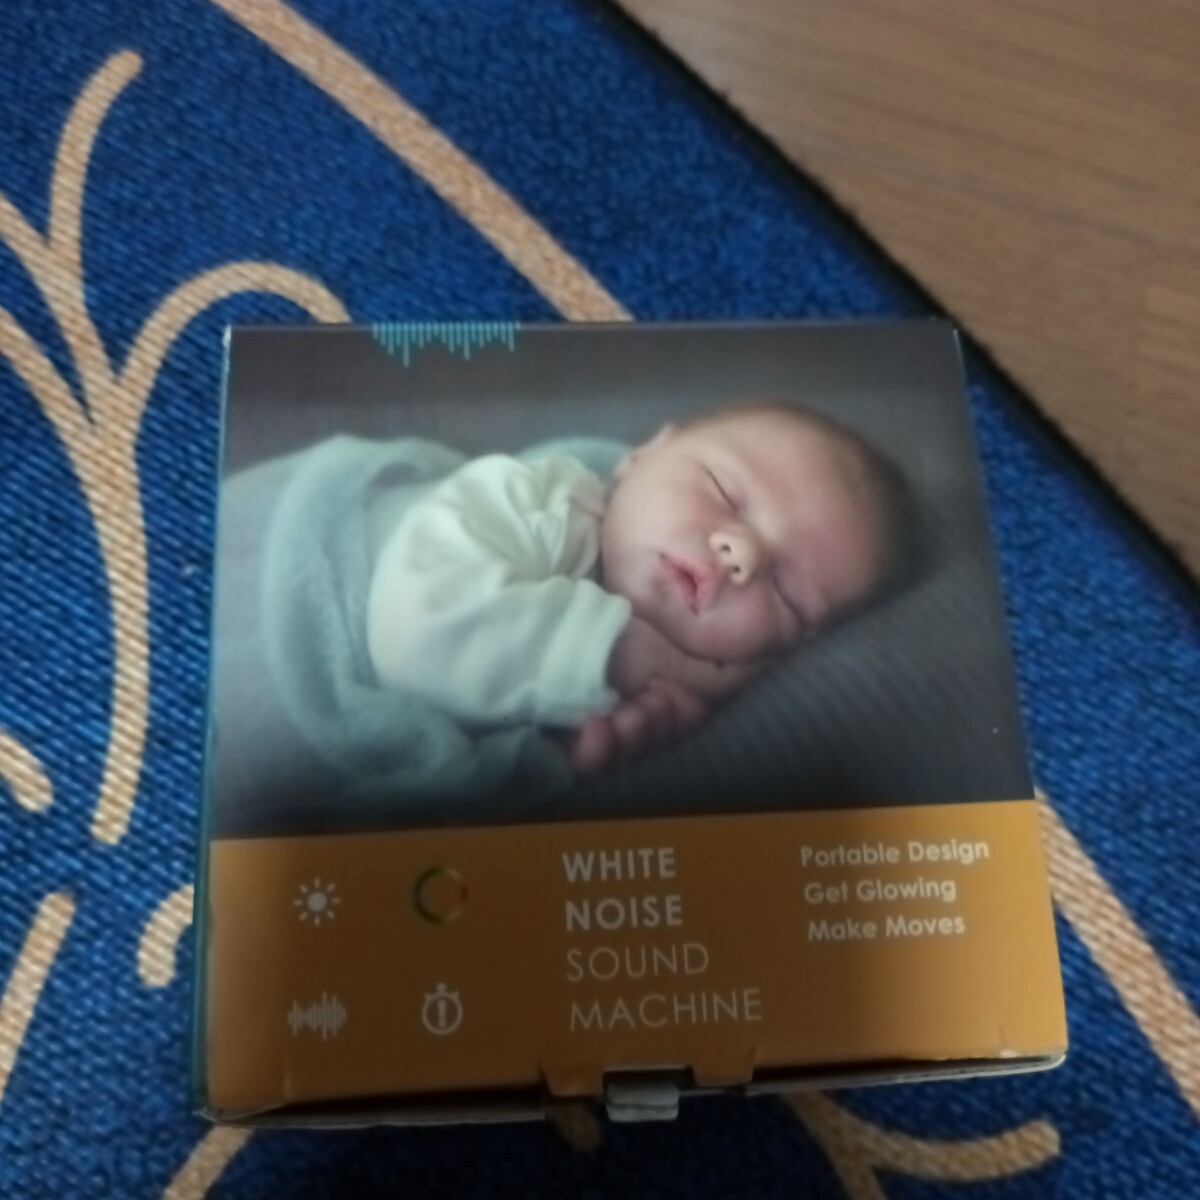 WHITE
NOISE
SOUND
MACHINE
Portable Design
Get Glowing
Make Moves